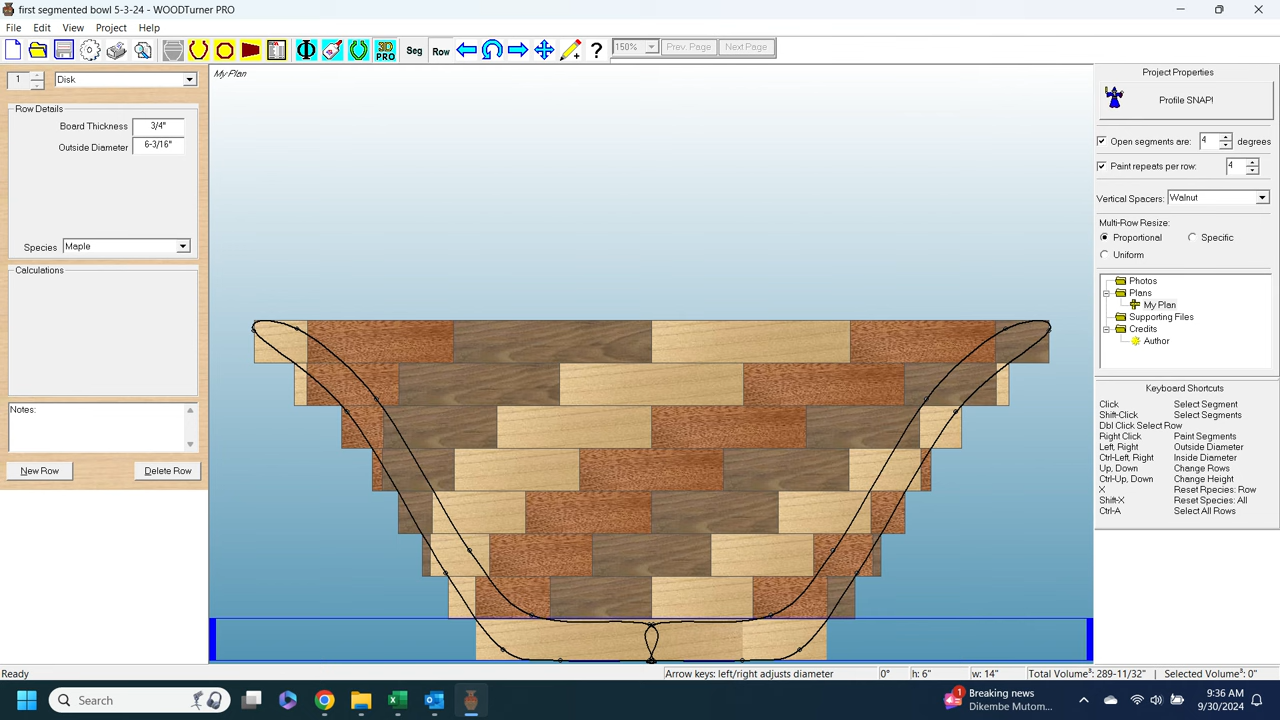 first segmented bowl 5-3-24 - WOODTurner PRO
File Edit View Project Help
3D PRO Seg Row ? 150% Prev. Page Next Page
1 Disk
Row Details
Board Thickness 3/4"
Outside Diameter 6-3/16"
Species Maple
Calculations
Notes:
New Row Delete Row
My Plan
Project Properties
Profile SNAP!
Open segments are: 4 degrees
Paint repeats per row: 4
Vertical Spacers: Walnut
Multi-Row Resize:
Proportional Specific
Uniform
Photos
Plans
My Plan
Supporting Files
Credits
Author
Keyboard Shortcuts
Click Select Segment
Shift-Click Select Segments
Dbl Click Select Row
Right Click Paint Segments
Left, Right Outside Diameter
Ctrl-Left, Right Inside Diameter
Up, Down Change Rows
Ctrl-Up, Down Change Height
X Reset Rpecies: Row
Shift-X Reset Species: All
Ctrl-A Select All Rows
Ready Arrow keys: left/right adjusts diameter 0° h: 6" w: 14" Total Volume³: 289-11/32" Selected Volume³: 0"
Search
1 Breaking news
Dikembe Mutom...
9:36 AM
9/30/2024